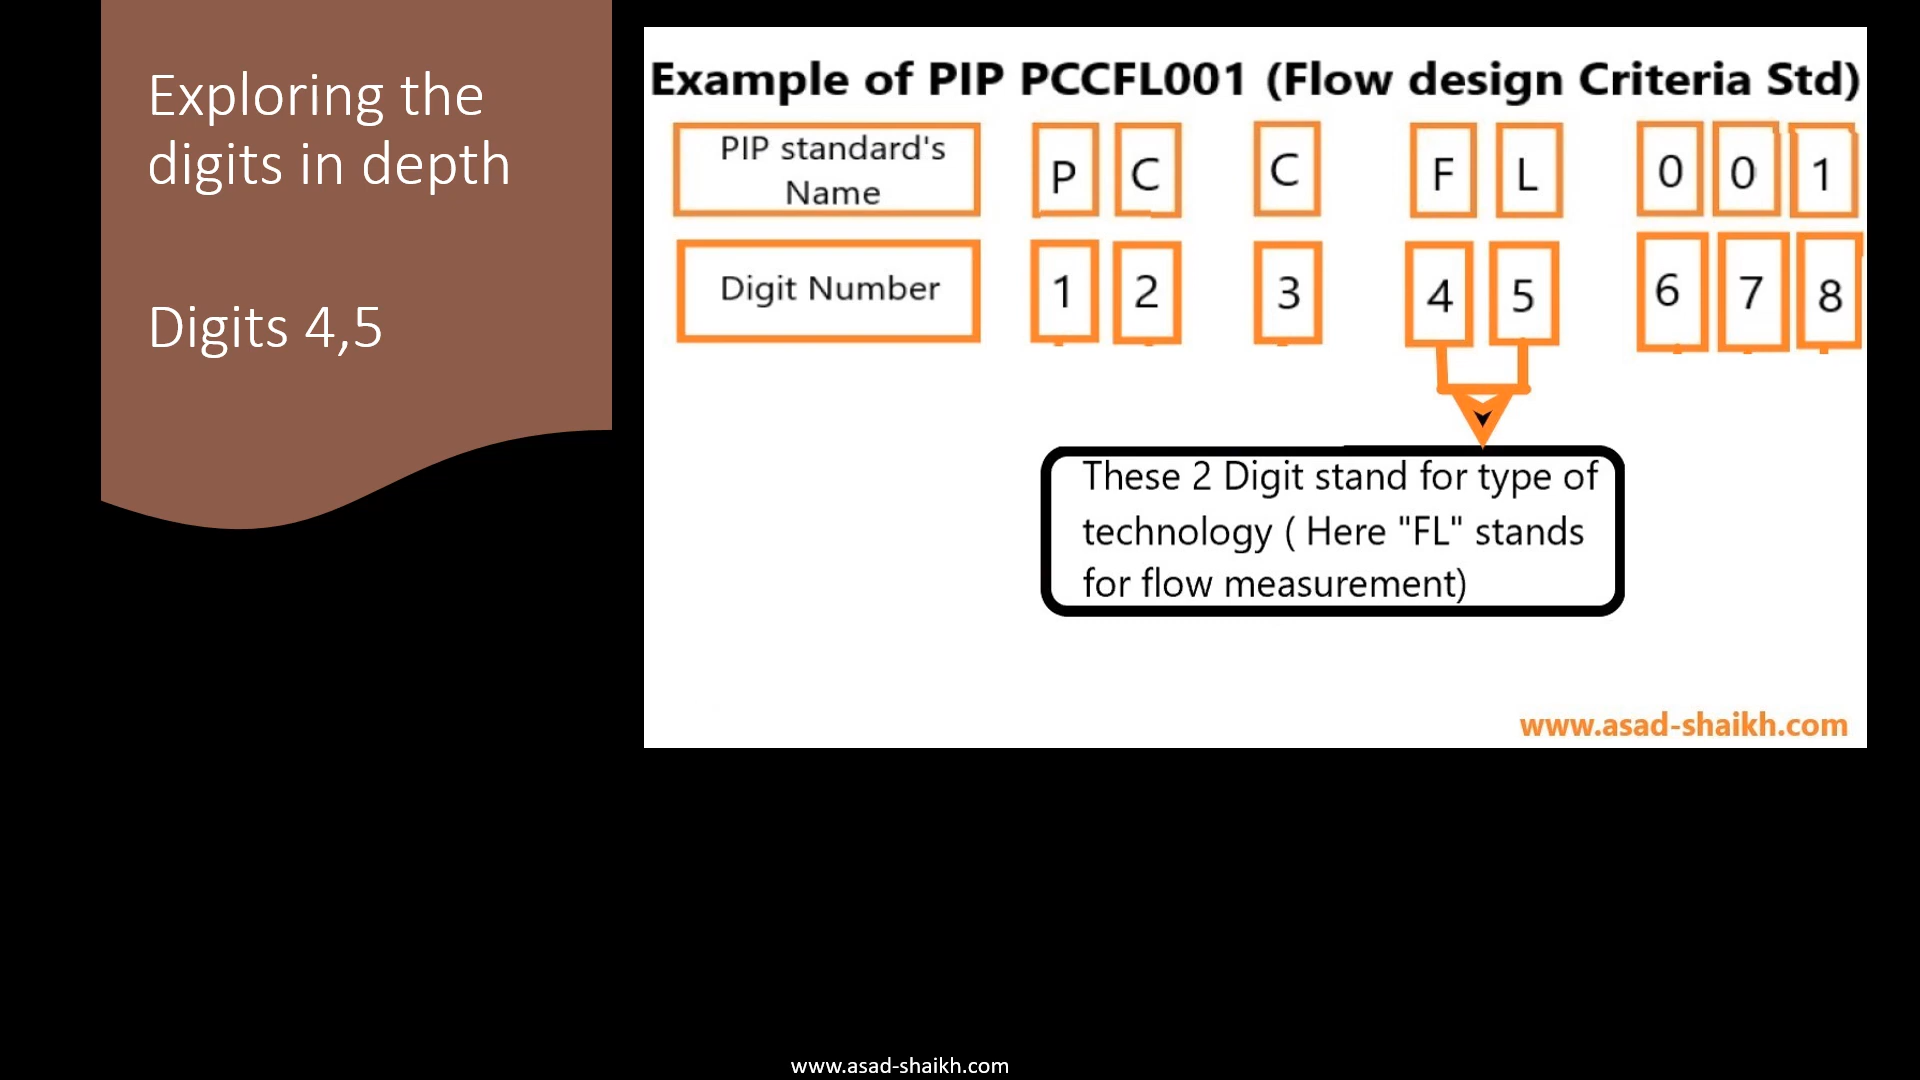 Exploring the
digits in depth
Digits 4,5
Example of PIP PCCFL001 (Flow design Criteria Std)
PIP standard's
Name
P C C F L 0 0 1
Digit Number
1 2 3 4 5 6 7 8
These 2 Digit stand for type of
technology ( Here "FL" stands
for flow measurement)
www.asad-shaikh.com
www.asad-shaikh.com